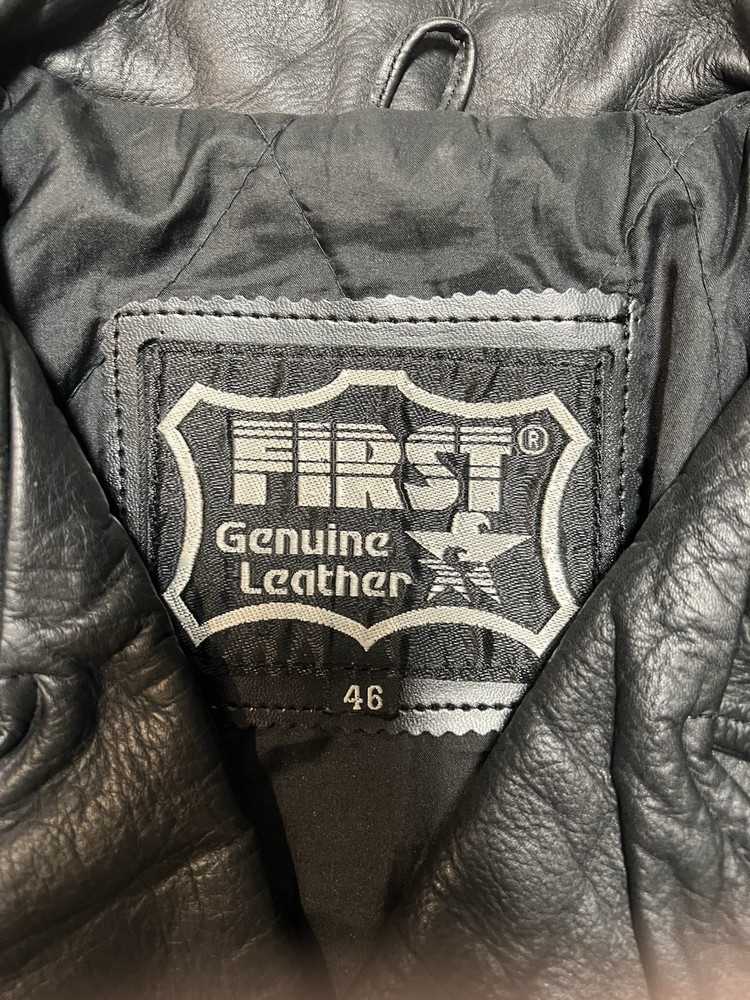 FIRST®
Genuine
Leather
46